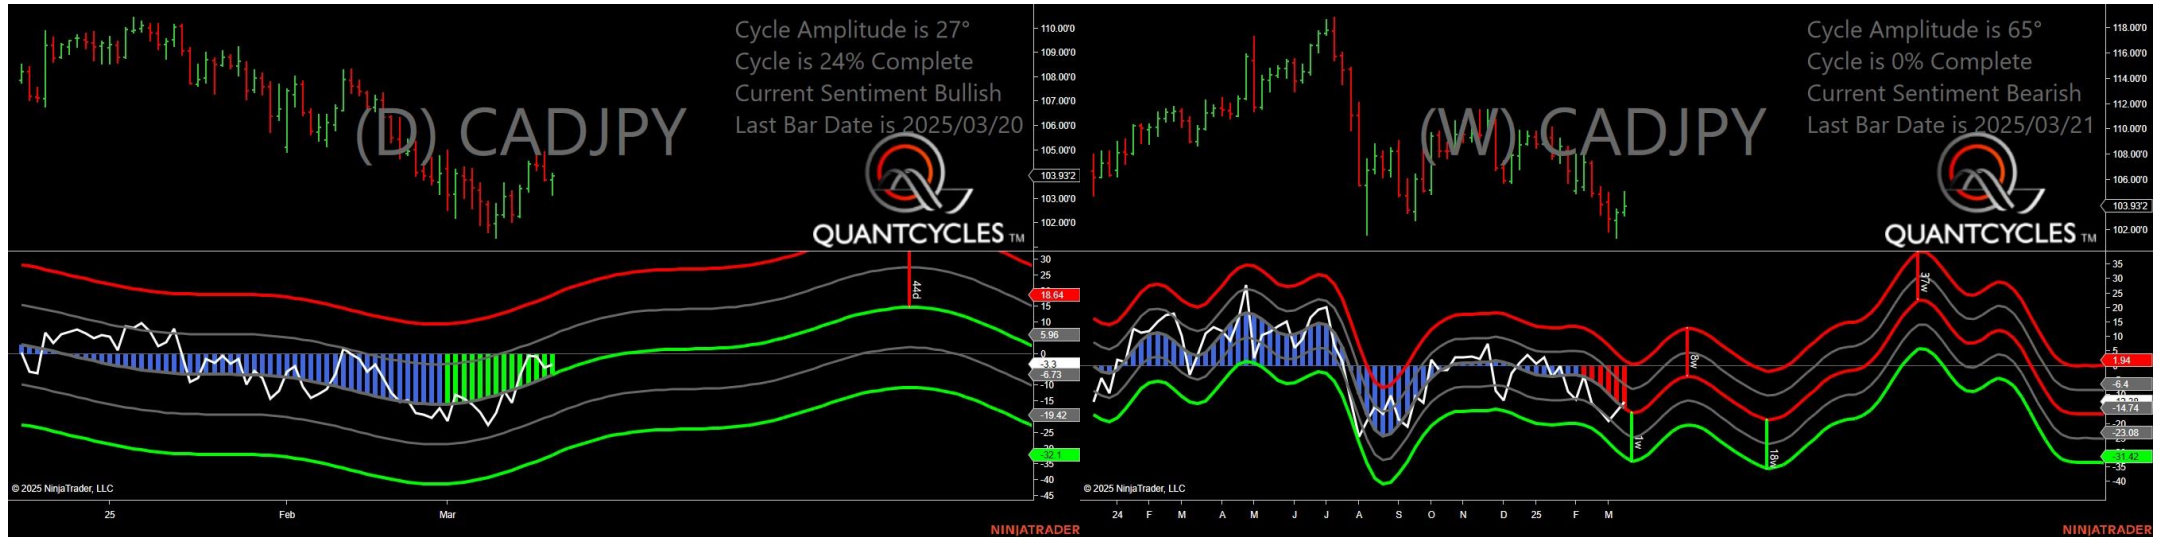 Cycle Amplitude is 27°
Cycle is 24% Complete
Current Sentiment Bullish
Last Bar Date is 2025/03/20
(D) CADJPY
QUANTCYCLES TM
110.00'0
109.00'0
108.00'0
107.00'0
106.00'0
105.00'0
103.93'2
103.00'0
102.00'0
44d
30
25
18.64
15
10
5.96
0
-3.3
-6.73
-10
-15
-19.42
-25
-32.1
-35
-40
-45
© 2025 NinjaTrader, LLC
25
Feb
Mar
NINJATRADER
Cycle Amplitude is 65°
Cycle is 0% Complete
Current Sentiment Bearish
Last Bar Date is 2025/03/21
(W) CADJPY
QUANTCYCLES TM
118.00'0
116.00'0
114.00'0
112.00'0
110.00'0
108.00'0
106.00'0
103.93'2
102.00'0
37w
8w
1w
18w
35
30
25
20
15
10
5
1.94
-6.4
-14.74
-20
-23.08
-31.42
-35
-40
© 2025 NinjaTrader, LLC
24
F
M
A
M
J
J
A
S
O
N
D
25
F
M
NINJATRADER